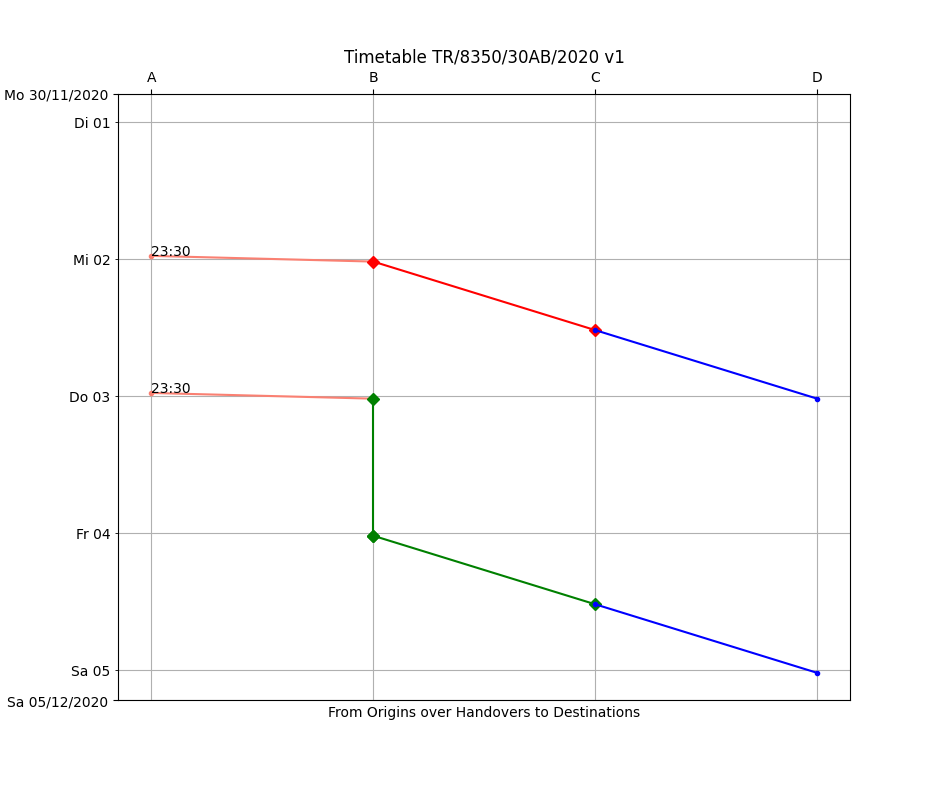 Timetable TR/8350/30AB/2020 v1
A B C D
Mo 30/11/2020
Di 01
23:30
Mi 02
23:30
Do 03
Fr 04
Sa 05
Sa 05/12/2020
From Origins over Handovers to Destinations